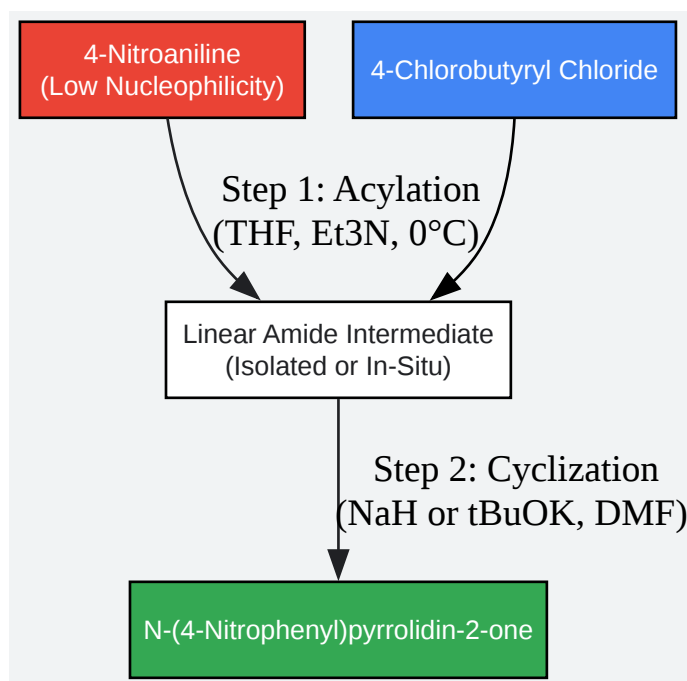 4-Nitroaniline
(Low Nucleophilicity)
4-Chlorobutyryl Chloride
Step 1: Acylation
(THF, Et3N, 0°C)
Linear Amide Intermediate
(Isolated or In-Situ)
Step 2: Cyclization
(NaH or tBuOK, DMF)
N-(4-Nitrophenyl)pyrrolidin-2-one